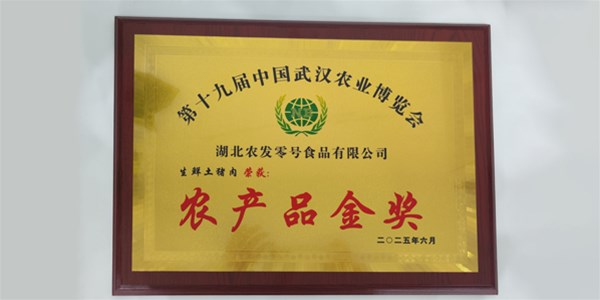 第十九届中国武汉农业博览会
湖北农发零号食品有限公司
生鲜土猪肉 荣获:
农产品金奖
二〇二五年六月